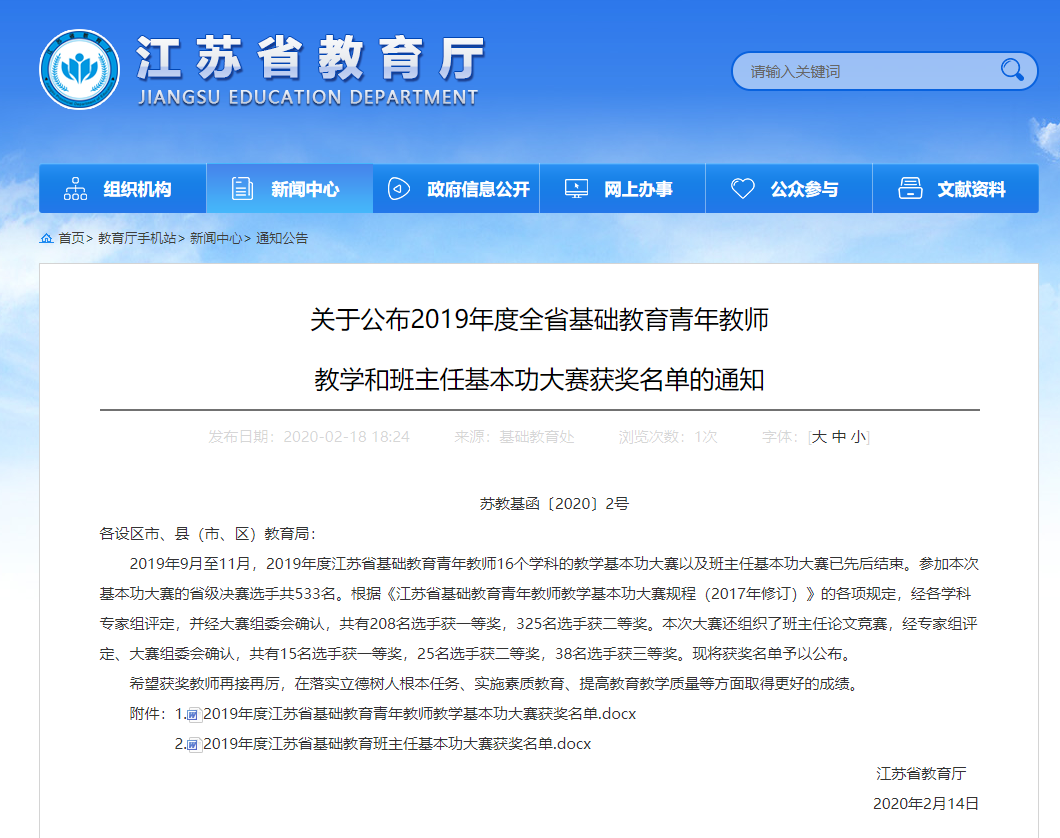 江苏省教育厅
JIANGSU EDUCATION DEPARTMENT
请输入关键词
组织机构 新闻中心 政府信息公开 网上办事 公众参与 文献资料
首页> 教育厅手机站> 新闻中心> 通知公告
关于公布2019年度全省基础教育青年教师
教学和班主任基本功大赛获奖名单的通知
发布日期：2020-02-18 18:24 来源：基础教育处 浏览次数：1次 字体：[大 中 小]
苏教基函〔2020〕2号
各设区市、县（市、区）教育局：
2019年9月至11月，2019年度江苏省基础教育青年教师16个学科的教学基本功大赛以及班主任基本功大赛已先后结束。参加本次
基本功大赛的省级决赛选手共533名。根据《江苏省基础教育青年教师教学基本功大赛规程（2017年修订）》的各项规定，经各学科
专家组评定，并经大赛组委会确认，共有208名选手获一等奖，325名选手获二等奖。本次大赛还组织了班主任论文竞赛，经专家组评
定、大赛组委会确认，共有15名选手获一等奖，25名选手获二等奖，38名选手获三等奖。现将获奖名单予以公布。
希望获奖教师再接再厉，在落实立德树人根本任务、实施素质教育、提高教育教学质量等方面取得更好的成绩。
附件：1.2019年度江苏省基础教育青年教师教学基本功大赛获奖名单.docx
2.2019年度江苏省基础教育班主任基本功大赛获奖名单.docx
江苏省教育厅
2020年2月14日